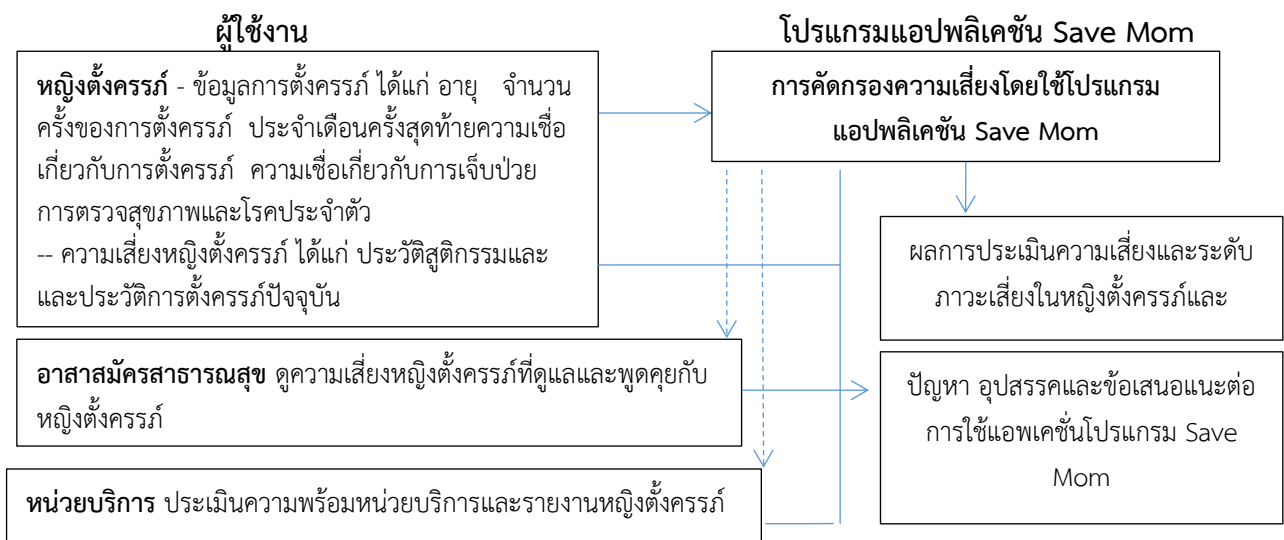 ผู้ใช้งาน
โปรแกรมแอปพลิเคชัน Save Mom
หญิงตั้งครรภ์ - ข้อมูลการตั้งครรภ์ ได้แก่ อายุ จำนวน
ครั้งของการตั้งครรภ์ ประจำเดือนครั้งสุดท้ายความเชื่อ
เกี่ยวกับการตั้งครรภ์ ความเชื่อเกี่ยวกับการเจ็บป่วย
การตรวจสุขภาพและโรคประจำตัว
-- ความเสี่ยงหญิงตั้งครรภ์ ได้แก่ ประวัติสูติกรรมและ
และประวัติการตั้งครรภ์ปัจจุบัน
การคัดกรองความเสี่ยงโดยใช้โปรแกรม
แอปพลิเคชัน Save Mom
ผลการประเมินความเสี่ยงและระดับ
ภาวะเสี่ยงในหญิงตั้งครรภ์และ
อาสาสมัครสาธารณสุข ดูความเสี่ยงหญิงตั้งครรภ์ที่ดูแลและพูดคุยกับ
หญิงตั้งครรภ์
ปัญหา อุปสรรคและข้อเสนอแนะต่อ
การใช้แอพเคชั่นโปรแกรม Save
Mom
หน่วยบริการ ประเมินความพร้อมหน่วยบริการและรายงานหญิงตั้งครรภ์